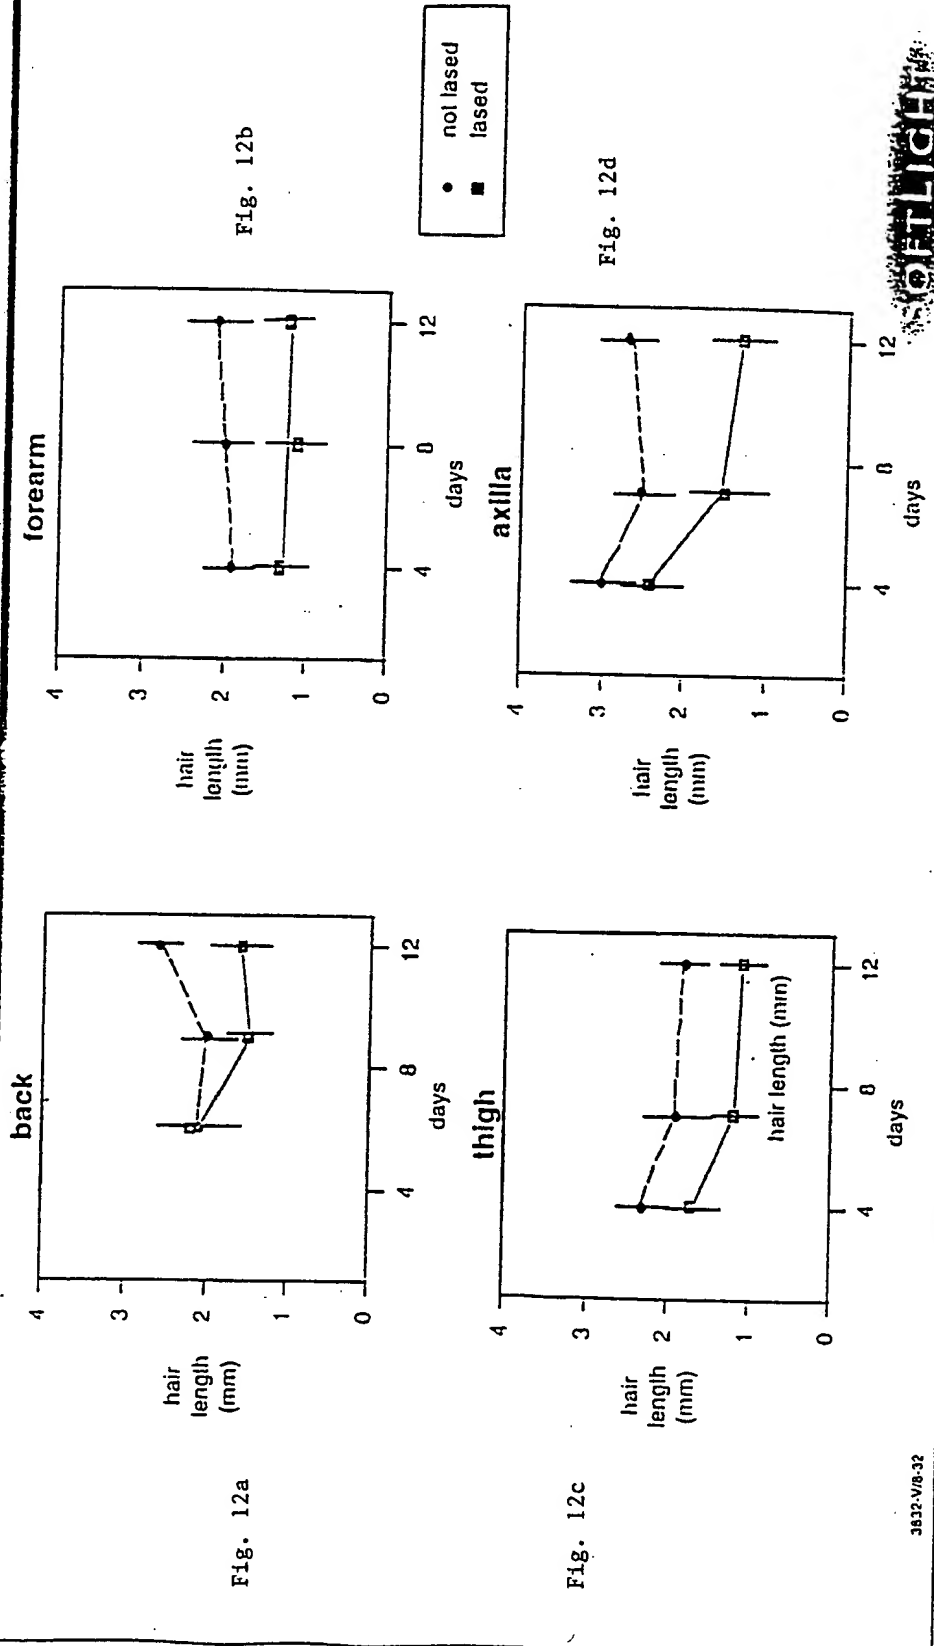 back
hair
length
(mm)
4
3
2
1
0
4
8
12
days
Fig. 12a
forearm
hair
length
(mm)
4
3
2
1
0
4
8
12
days
Fig. 12b
not lased
lased
thigh
hair
length
(mm)
4
3
2
1
0
4
8
12
days
hair length (mm)
Fig. 12c
axilla
hair
length
(mm)
4
3
2
1
0
4
8
12
days
Fig. 12d
3632-V/8-32